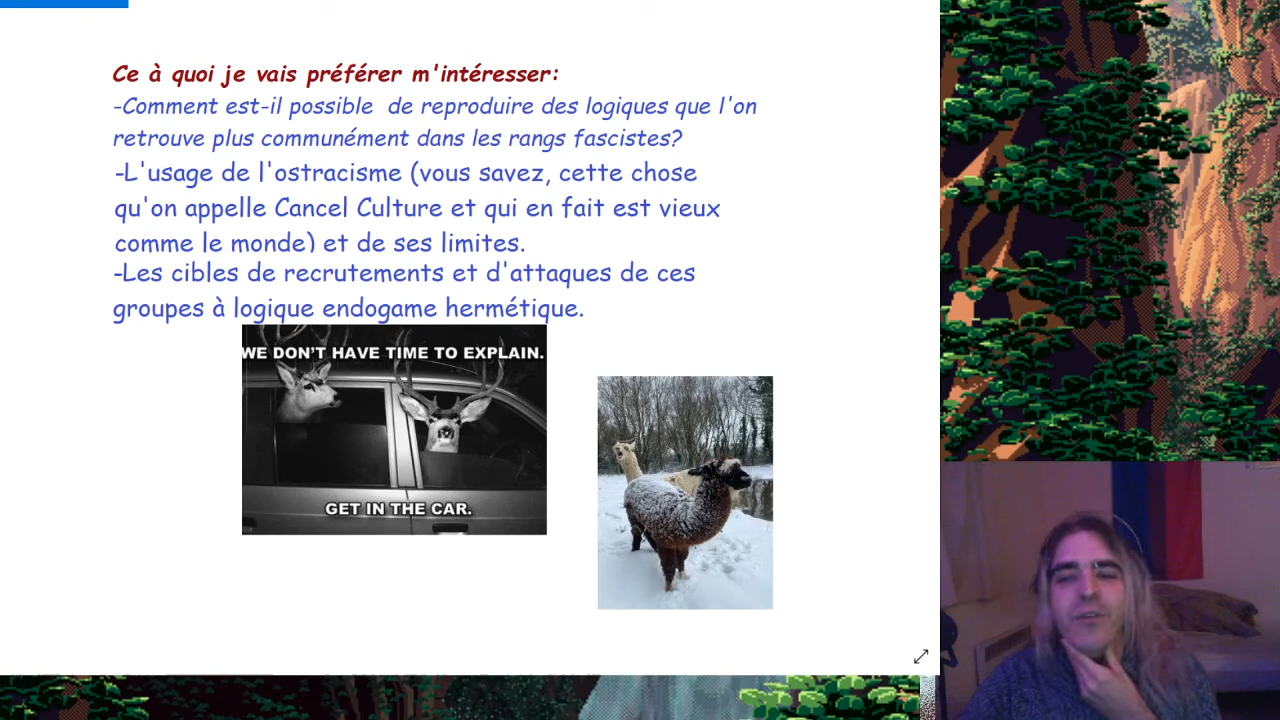 Ce à quoi je vais préférer m'intéresser:
-Comment est-il possible de reproduire des logiques que l'on
retrouve plus communément dans les rangs fascistes?
-L'usage de l'ostracisme (vous savez, cette chose
qu'on appelle Cancel Culture et qui en fait est vieux
comme le monde) et de ses limites.
-Les cibles de recrutements et d'attaques de ces
groupes à logique endogame hermétique.
WE DON'T HAVE TIME TO EXPLAIN.
GET IN THE CAR.